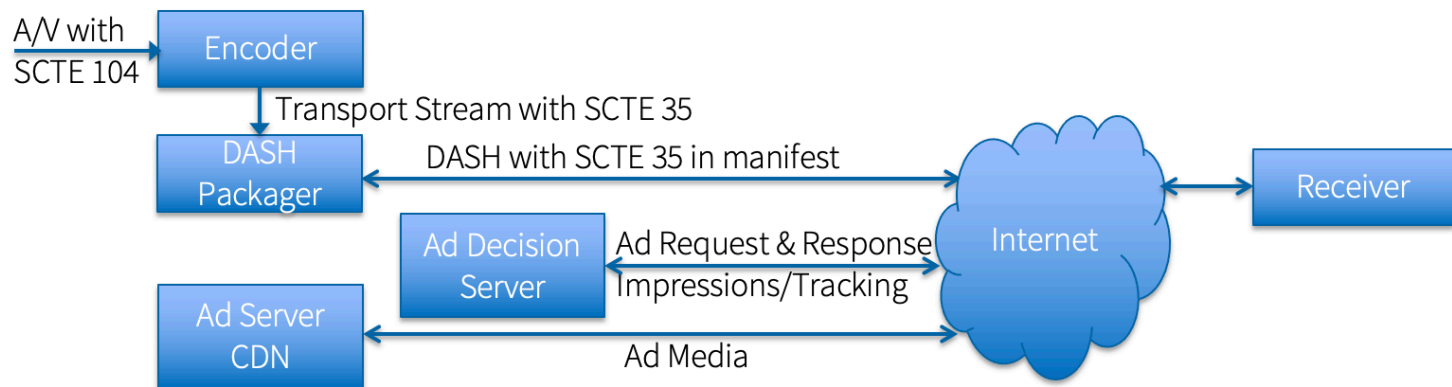 A/V with
SCTE 104
Encoder
Transport Stream with SCTE 35
DASH
Packager
DASH with SCTE 35 in manifest
Ad Decision
Server
Ad Request & Response
Impressions/Tracking
Internet
Receiver
Ad Server
CDN
Ad Media